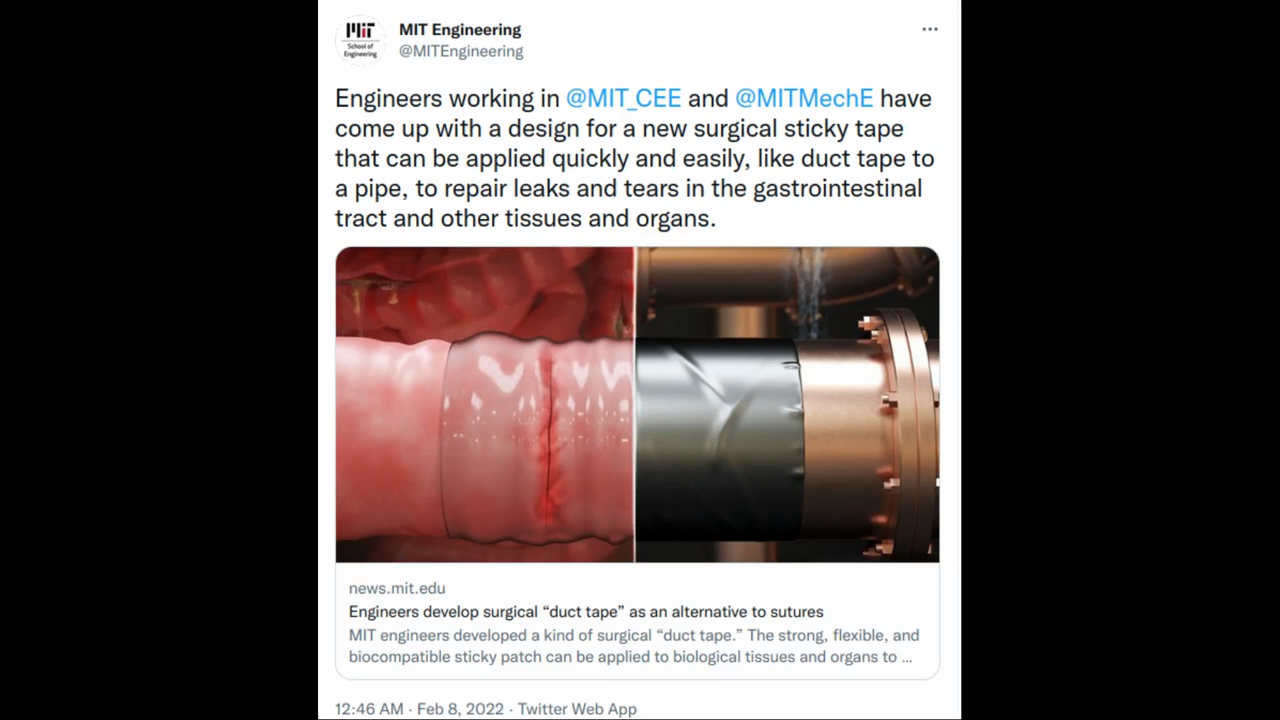 MIT
School of
Engineering
MIT Engineering
@MITEngineering
Engineers working in @MIT_CEE and @MITMechE have
come up with a design for a new surgical sticky tape
that can be applied quickly and easily, like duct tape to
a pipe, to repair leaks and tears in the gastrointestinal
tract and other tissues and organs.
news.mit.edu
Engineers develop surgical “duct tape” as an alternative to sutures
MIT engineers developed a kind of surgical “duct tape.” The strong, flexible, and
biocompatible sticky patch can be applied to biological tissues and organs to ...
12:46 AM · Feb 8, 2022 · Twitter Web App